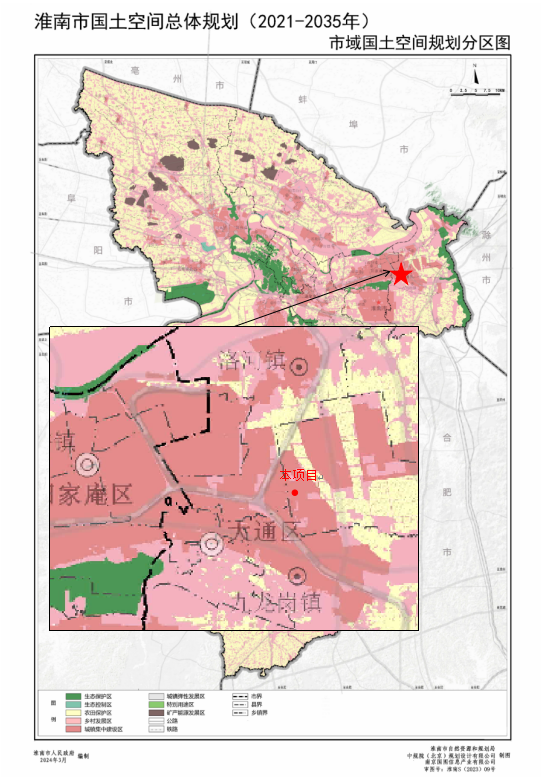 淮南市国土空间总体规划（2021-2035年）
市域国土空间规划分区图
亳
州
市
蚌
埠
市
N
阜
阳
市
滁
州
市
洛河镇
镇
本项目
家庵区
大通区
九龙岗镇
合
肥
市
图
例
生态保护区
生态控制区
农田保护区
乡村发展区
城镇集中建设区
城镇弹性发展区
特别用途区
矿产能源发展区
公路
铁路
市界
县界
乡镇界
淮南市人民政府
2024年3月
编制
淮南市自然资源和规划局
中规院（北京）规划设计有限公司
南京国图信息产业有限公司
制图
审图号：淮南S（2023）09号